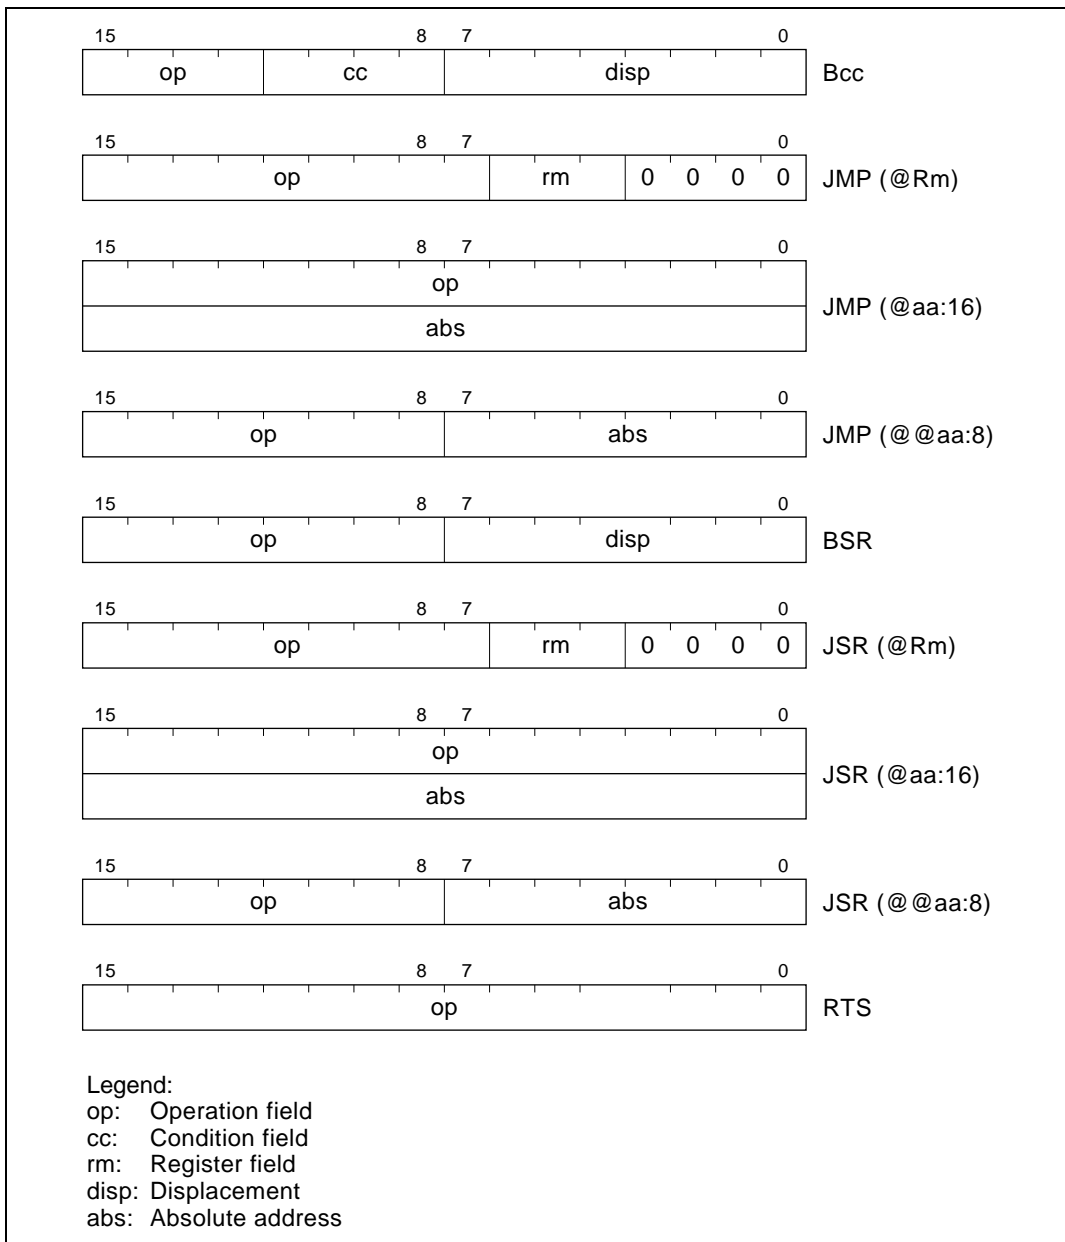 15 8 7 0
op cc disp Bcc
15 8 7 0
op rm 0 0 0 0 JMP (@Rm)
15 8 7 0
op
JMP (@aa:16)
abs
15 8 7 0
op abs JMP (@@aa:8)
15 8 7 0
op disp BSR
15 8 7 0
op rm 0 0 0 0 JSR (@Rm)
15 8 7 0
op
JSR (@aa:16)
abs
15 8 7 0
op abs JSR (@@aa:8)
15 8 7 0
op RTS
Legend:
op: Operation field
cc: Condition field
rm: Register field
disp: Displacement
abs: Absolute address